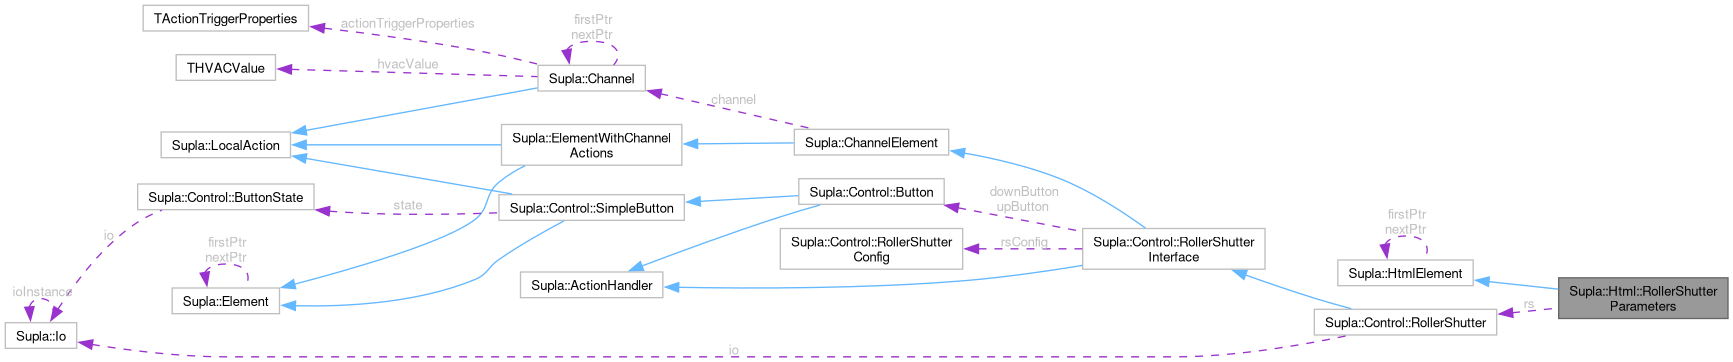 TActionTriggerProperties
actionTriggerProperties
firstPtr
nextPtr
THVACValue
hvacValue
Supla::Channel
channel
Supla::LocalAction
Supla::ElementWithChannel
Actions
Supla::ChannelElement
Supla::Control::ButtonState
state
Supla::Control::SimpleButton
Supla::Control::Button
downButton
upButton
io
firstPtr
nextPtr
Supla::Control::RollerShutter
Config
rsConfig
Supla::Control::RollerShutter
Interface
firstPtr
nextPtr
Supla::HtmlElement
ioInstance
Supla::Element
Supla::ActionHandler
Supla::Html::RollerShutter
Parameters
rs
Supla::Io
Supla::Control::RollerShutter
io